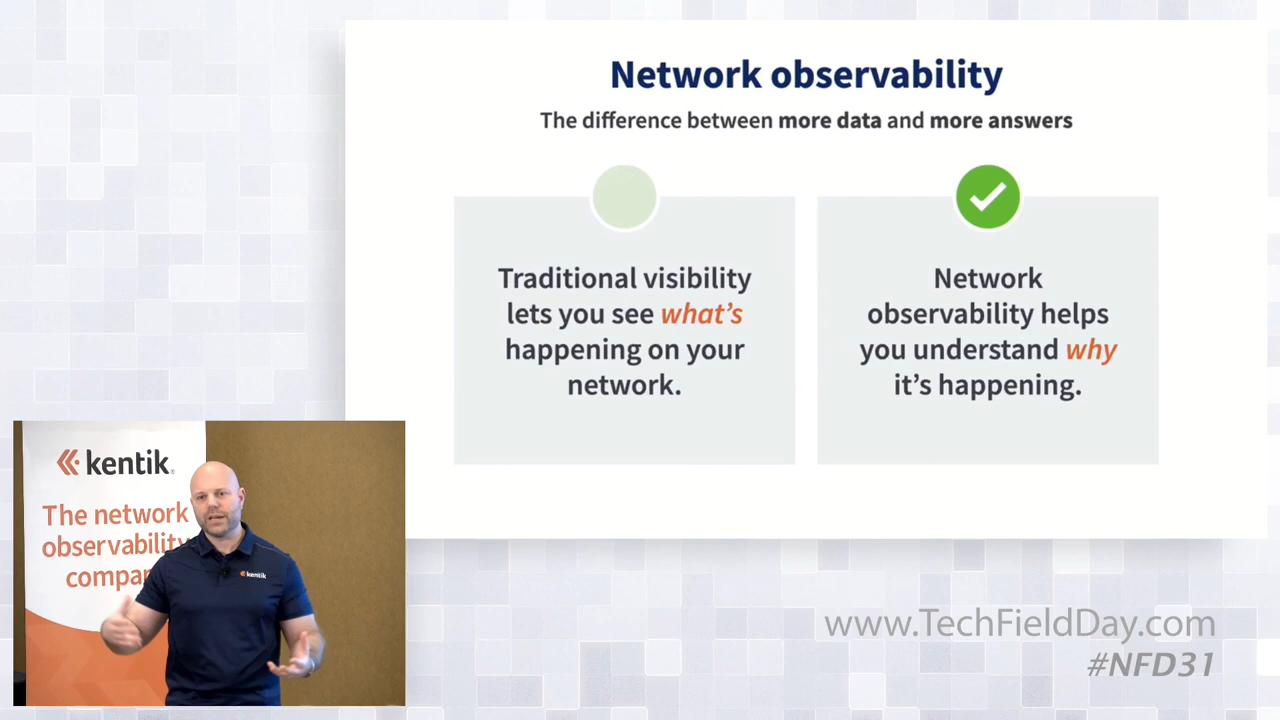 Network observability
The difference between more data and more answers
Traditional visibility
lets you see what's
happening on your
network.
Network
observability helps
you understand why
it's happening.
kentik
The network
observability
compan
kentik
www.TechFieldDay.com
#NFD31